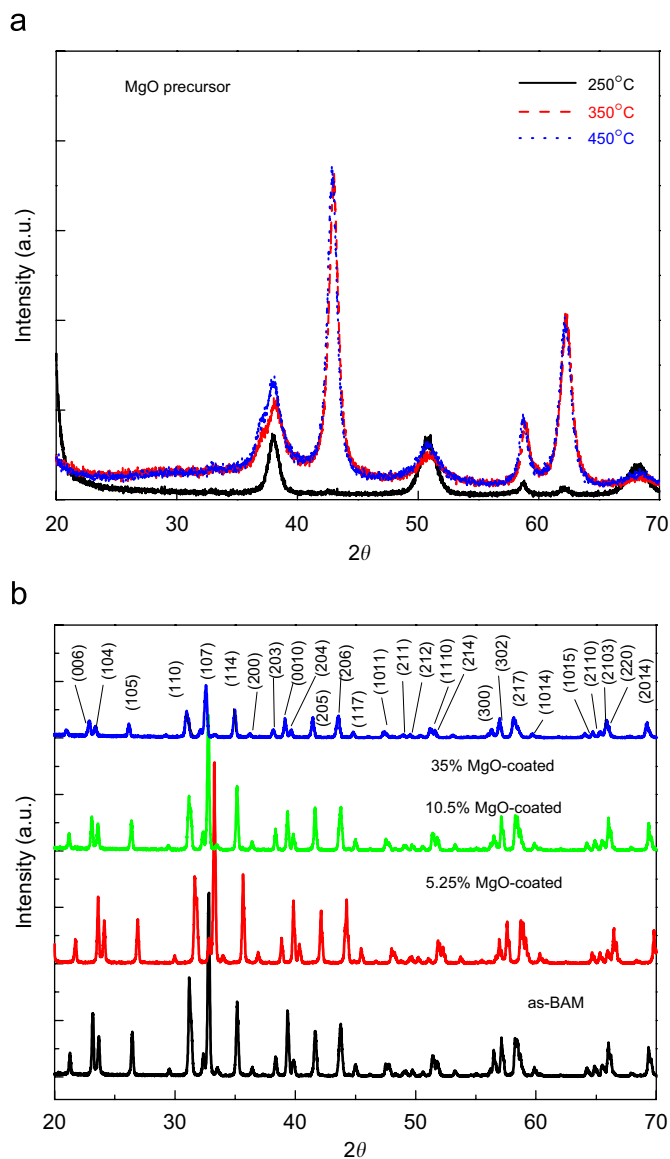 a
MgO precursor
250°C
350°C
450°C
Intensity (a.u.)
20 30 40 50 60 70
2θ
b
(006) (104) (105) (110) (107) (114) (200) (203) (0010) (204) (205) (206) (117) (1011) (211) (212) (1110) (214) (300) (302) (217) (1014) (1015) (2110) (2103) (220) (2014)
35% MgO-coated
10.5% MgO-coated
5.25% MgO-coated
as-BAM
Intensity (a.u.)
20 30 40 50 60 70
2θ